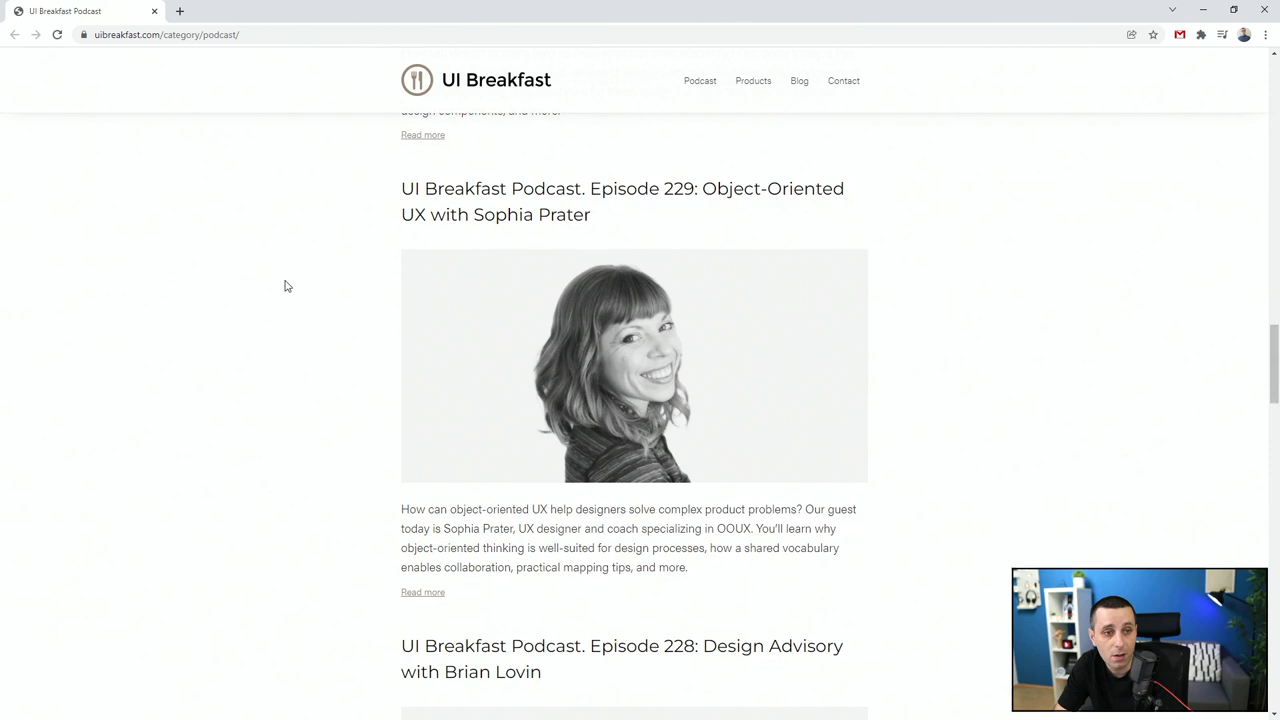 UI Breakfast Podcast
uibreakfast.com/category/podcast/
UI Breakfast
Podcast Products Blog Contact
design components, and more.
Read more
UI Breakfast Podcast. Episode 229: Object-Oriented
UX with Sophia Prater
How can object-oriented UX help designers solve complex product problems? Our guest
today is Sophia Prater, UX designer and coach specializing in OOUX. You’ll learn why
object-oriented thinking is well-suited for design processes, how a shared vocabulary
enables collaboration, practical mapping tips, and more.
Read more
UI Breakfast Podcast. Episode 228: Design Advisory
with Brian Lovin